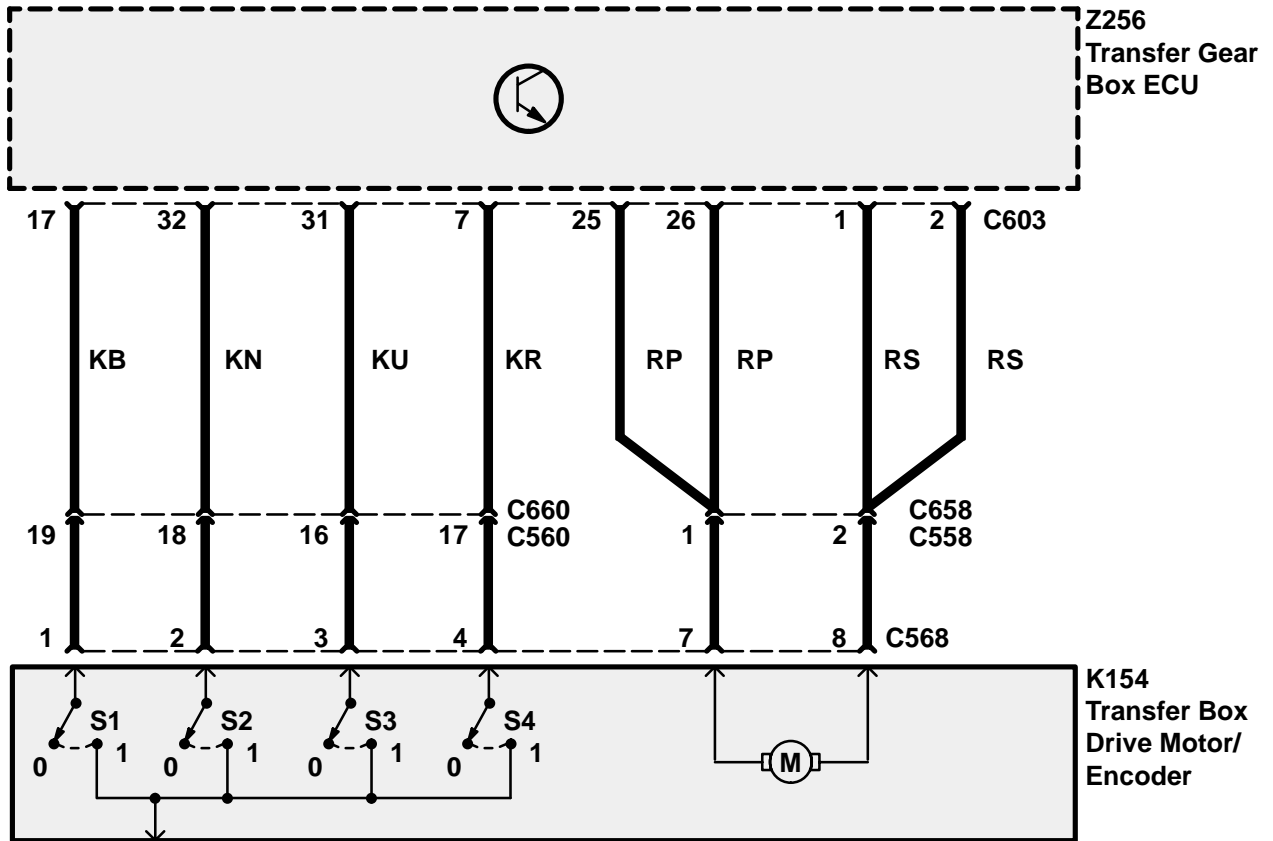 Z256
Transfer Gear
Box ECU
17 32 31 7 25 26 1 2 C603
KB KN KU KR RP RP RS RS
C660 C658
19 18 16 17 C560 1 2 C558
1 2 3 4 7 8 C568
K154
Transfer Box
Drive Motor/
Encoder
S1 S2 S3 S4
0 1 0 1 0 1 0 1
M